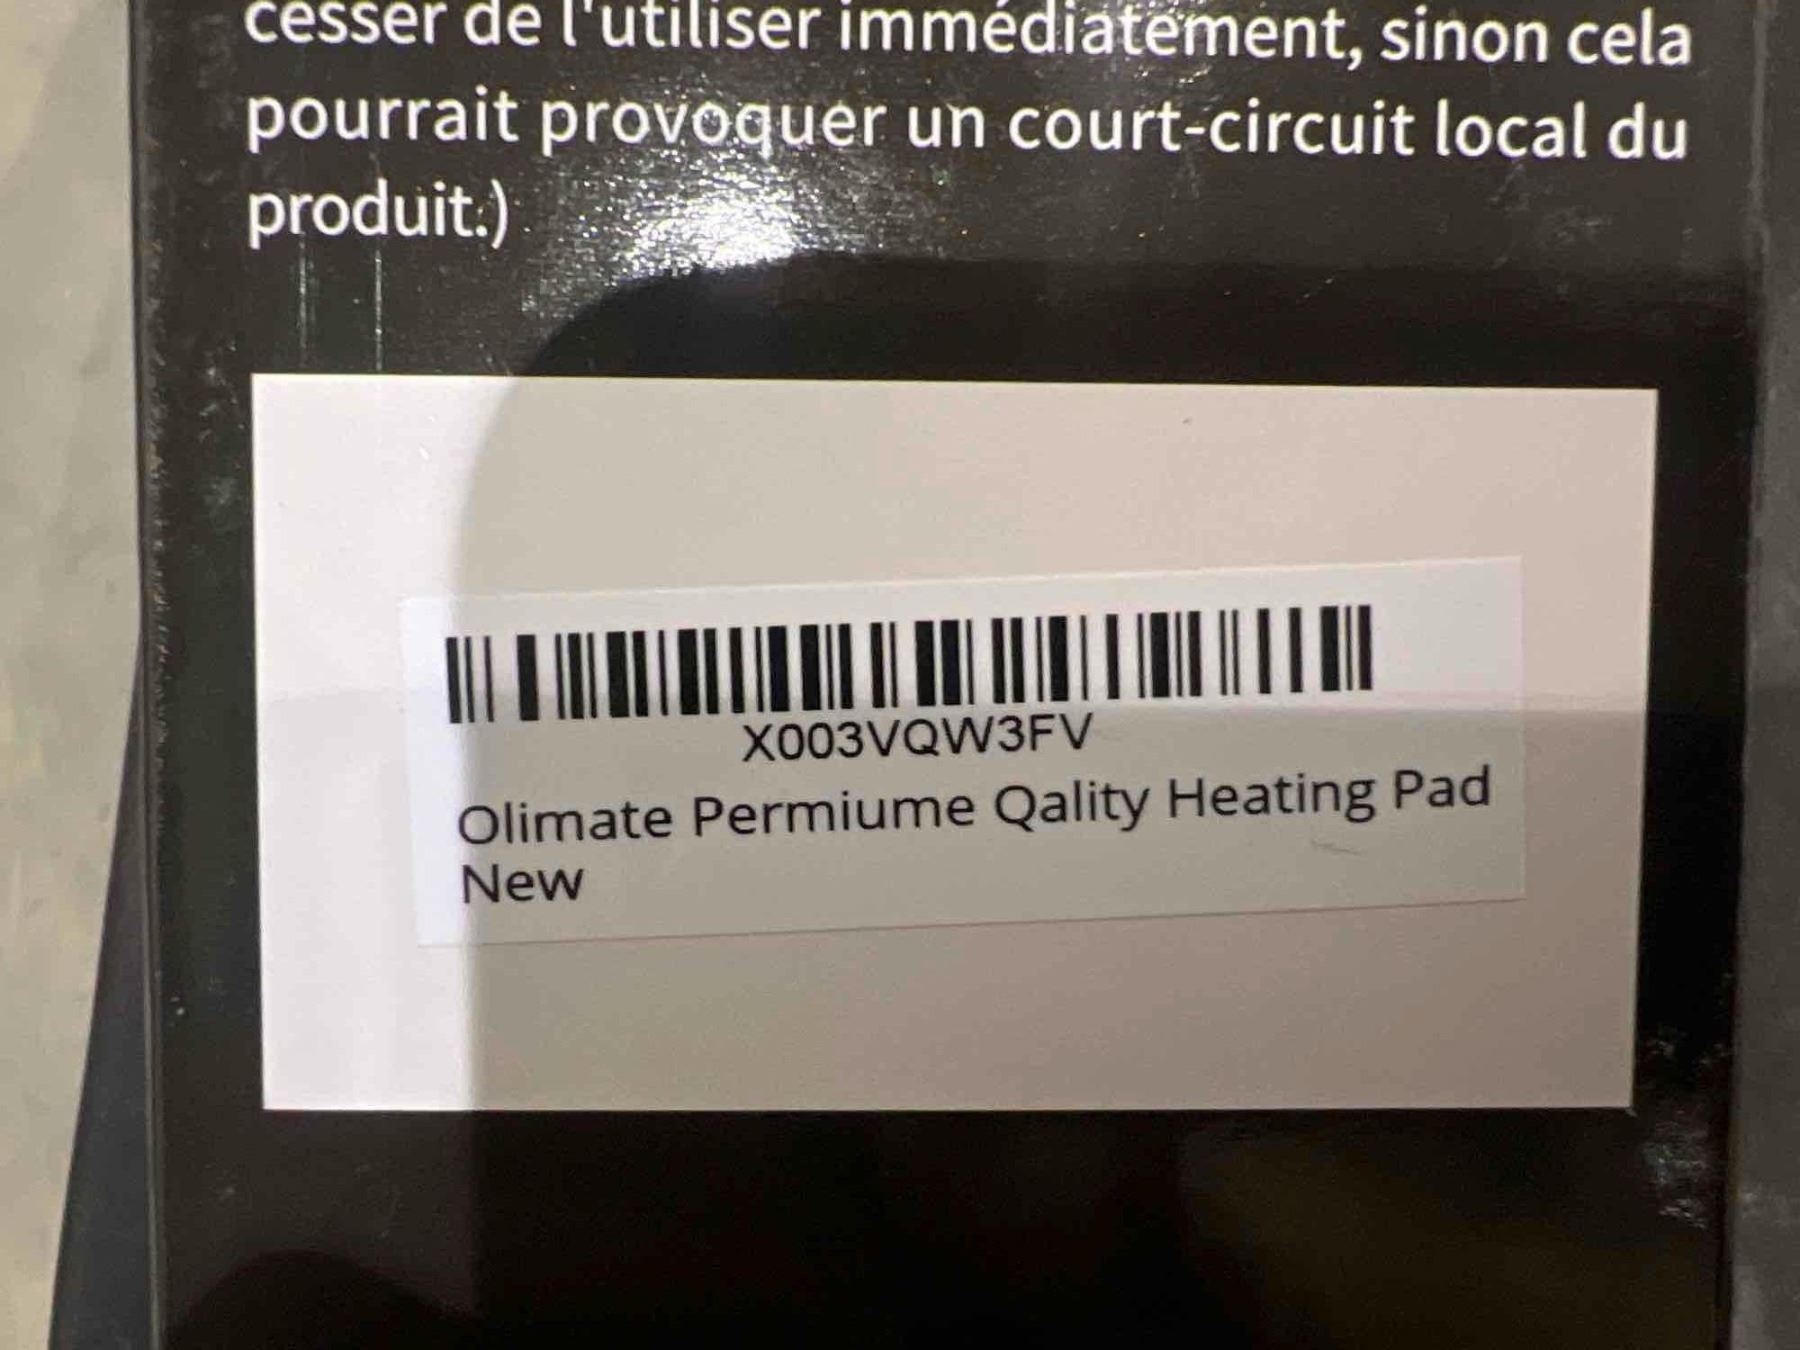 cesser de l'utiliser immédiatement, sinon cela
pourrait provoquer un court-circuit local du
produit.)
X003VQW3FV
Olimate Permiume Qality Heating Pad
New